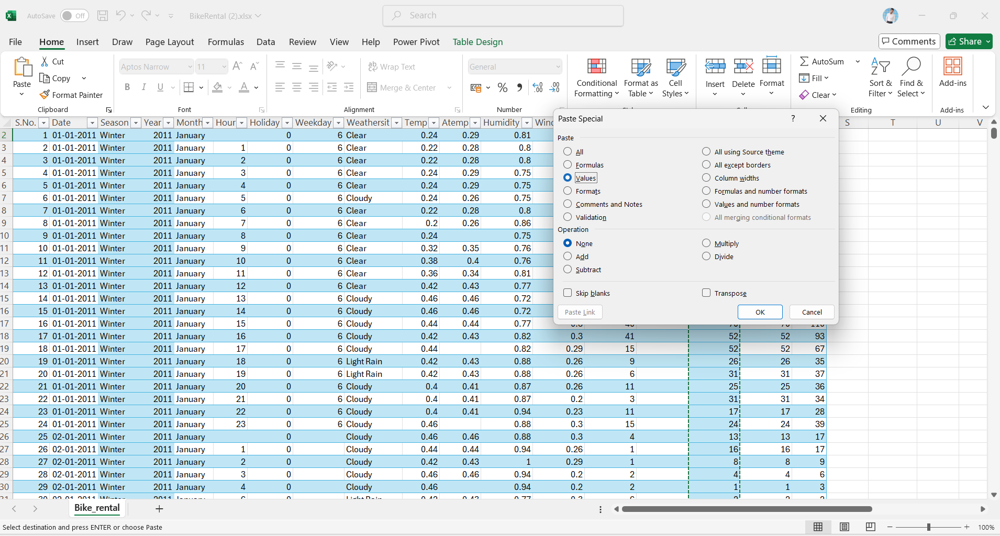 AutoSave Off BikeRental (2).xlsx Search
File Home Insert Draw Page Layout Formulas Data Review View Help Power Pivot Table Design Comments Share
Paste Cut Copy Format Painter Clipboard
Aptos Narrow 11 A A B I U A Font
Wrap Text Merge & Center Alignment
General % Number
Conditional Formatting Format as Table Cell Styles
Insert Delete Format
AutoSum Fill Clear Sort & Filter Find & Select Editing
Add-ins Add-ins
S.No. Date Season Year Month Hour Holiday Weekday Weathersit Temp Atemp Humidity S T U V
2 1 01-01-2011 Winter 2011 January 0 6 Clear 0.24 0.29 0.81
3 2 01-01-2011 Winter 2011 January 1 0 6 Clear 0.22 0.28 0.8
4 3 01-01-2011 Winter 2011 January 2 0 6 Clear 0.22 0.28 0.8
5 4 01-01-2011 Winter 2011 January 3 0 6 Clear 0.24 0.29 0.75
6 5 01-01-2011 Winter 2011 January 4 0 6 Clear 0.24 0.29 0.75
7 6 01-01-2011 Winter 2011 January 5 0 6 Cloudy 0.24 0.26 0.75
8 7 01-01-2011 Winter 2011 January 6 0 6 Clear 0.22 0.28 0.8
9 8 01-01-2011 Winter 2011 January 7 0 6 Clear 0.2 0.26 0.86
10 9 01-01-2011 Winter 2011 January 8 0 6 Clear 0.24 0.75
11 10 01-01-2011 Winter 2011 January 9 0 6 Clear 0.32 0.35 0.76
12 11 01-01-2011 Winter 2011 January 10 0 6 Clear 0.38 0.4 0.76
13 12 01-01-2011 Winter 2011 January 11 0 6 Clear 0.36 0.34 0.81
14 13 01-01-2011 Winter 2011 January 12 0 6 Clear 0.42 0.43 0.77
15 14 01-01-2011 Winter 2011 January 13 0 6 Cloudy 0.46 0.46 0.72
16 15 01-01-2011 Winter 2011 January 14 0 6 Cloudy 0.46 0.46 0.72
17 16 01-01-2011 Winter 2011 January 15 0 6 Cloudy 0.44 0.44 0.77
18 17 01-01-2011 Winter 2011 January 16 0 6 Cloudy 0.42 0.43 0.82 0.3 41 52 52 93
19 18 01-01-2011 Winter 2011 January 17 0 6 Cloudy 0.44 0.82 0.29 15 52 52 67
20 19 01-01-2011 Winter 2011 January 18 0 6 Light Rain 0.42 0.43 0.88 0.26 9 26 26 35
21 20 01-01-2011 Winter 2011 January 19 0 6 Light Rain 0.42 0.43 0.88 0.26 6 31 31 37
22 21 01-01-2011 Winter 2011 January 20 0 6 Cloudy 0.4 0.41 0.87 0.26 11 25 25 36
23 22 01-01-2011 Winter 2011 January 21 0 6 Cloudy 0.4 0.41 0.87 0.2 3 31 31 34
24 23 01-01-2011 Winter 2011 January 22 0 6 Cloudy 0.4 0.41 0.94 0.23 11 17 17 28
25 24 01-01-2011 Winter 2011 January 23 0 6 Cloudy 0.46 0.88 0.3 15 24 24 39
26 25 02-01-2011 Winter 2011 January 0 Cloudy 0.46 0.46 0.88 0.3 4 13 13 17
27 26 02-01-2011 Winter 2011 January 1 0 Cloudy 0.44 0.44 0.94 0.26 1 16 16 17
28 27 02-01-2011 Winter 2011 January 2 0 Cloudy 0.42 0.43 1 0.29 1 8 8 9
29 28 02-01-2011 Winter 2011 January 3 0 Cloudy 0.46 0.46 0.94 0.2 2 4 4 6
30 29 02-01-2011 Winter 2011 January 4 0 Cloudy 0.46 0.94 0.2 2 1 1 3
Paste Special ?
Paste
All All using Source theme
Formulas All except borders
Values Column widths
Formats Formulas and number formats
Comments and Notes Values and number formats
Validation All merging conditional formats
Operation
None Multiply
Add Divide
Subtract
Skip blanks Transpose
Paste Link OK Cancel
Bike_rental
Select destination and press ENTER or choose Paste 100%